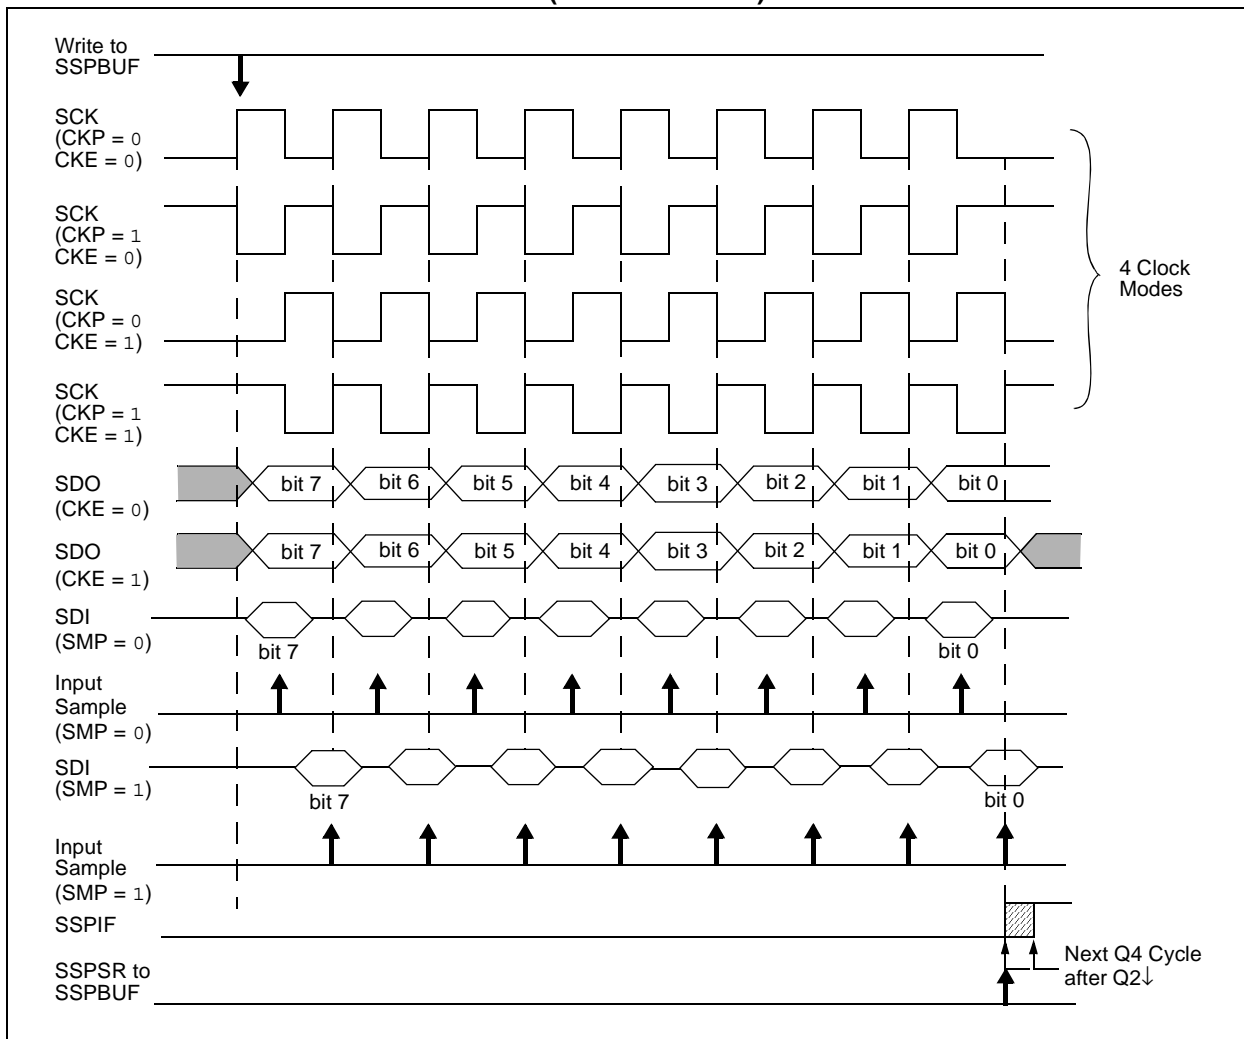 Write to
SSPBUF
SCK
(CKP = 0
CKE = 0)
SCK
(CKP = 1
CKE = 0)
SCK
(CKP = 0
CKE = 1)
SCK
(CKP = 1
CKE = 1)
4 Clock
Modes
SDO
(CKE = 0)
bit 7 bit 6 bit 5 bit 4 bit 3 bit 2 bit 1 bit 0
SDO
(CKE = 1)
bit 7 bit 6 bit 5 bit 4 bit 3 bit 2 bit 1 bit 0
SDI
(SMP = 0)
bit 7 bit 0
Input
Sample
(SMP = 0)
SDI
(SMP = 1)
bit 7 bit 0
Input
Sample
(SMP = 1)
SSPIF
Next Q4 Cycle
after Q2↓
SSPSR to
SSPBUF